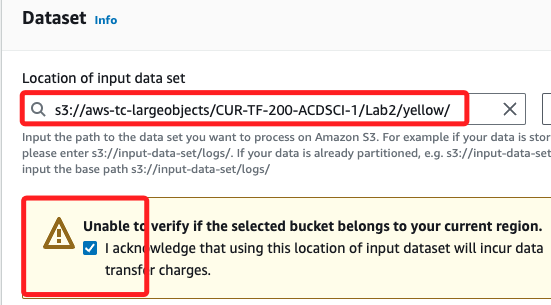 Dataset Info
Location of input data set
s3://aws-tc-largeobjects/CUR-TF-200-ACDSCI-1/Lab2/yellow/
Input the path to the data set you want to process on Amazon S3. For example if your data is stor
please enter s3://input-data-set/logs/. If your data is already partitioned, e.g. s3://input-data-set
input the base path s3://input-data-set/logs/
Unable to verify if the selected bucket belongs to your current region.
I acknowledge that using this location of input dataset will incur data
transfer charges.